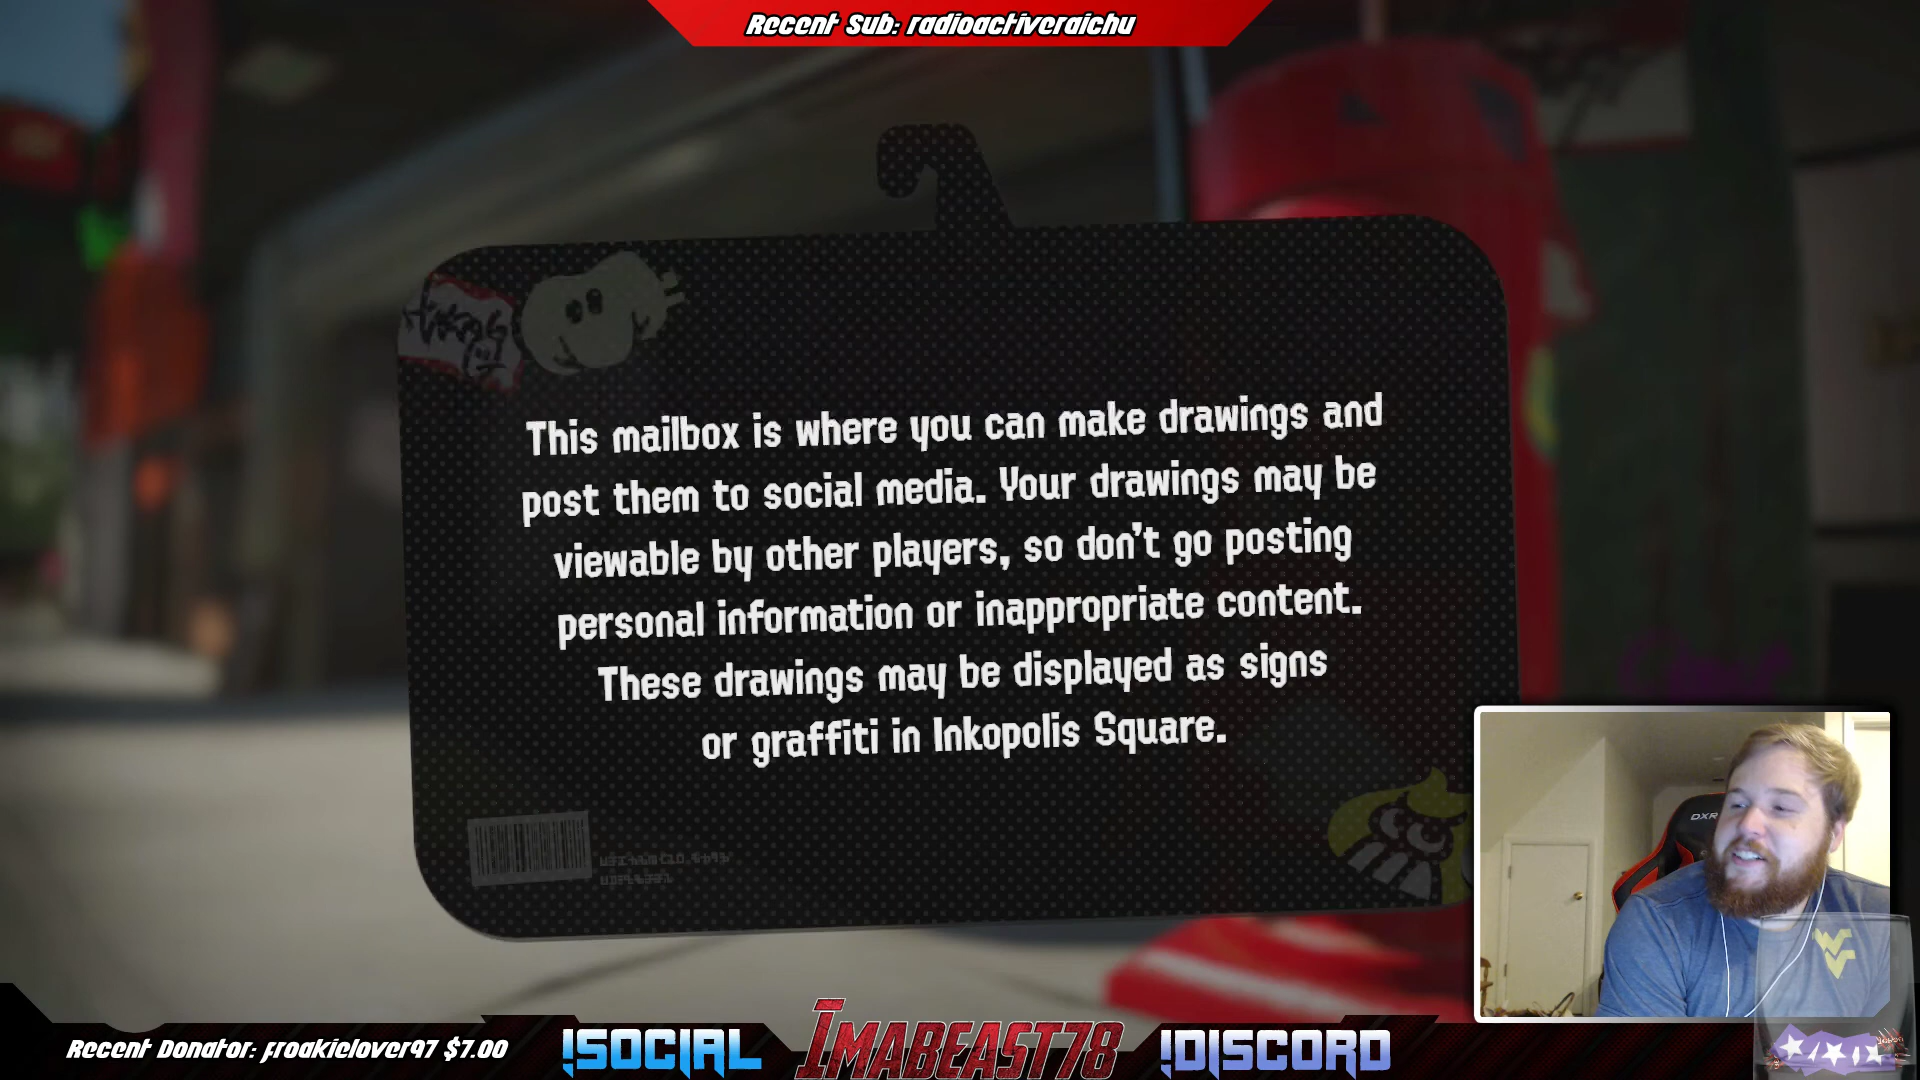 Recent Sub: radioactiveraichu
This mailbox is where you can make drawings and
post them to social media. Your drawings may be
viewable by other players, so don't go posting
personal information or inappropriate content.
These drawings may be displayed as signs
or graffiti in Inkopolis Square.
DXR
WV
Recent Donator: froakielover97 $7.00
!SOCIAL
IMABEAST78
!DISCORD